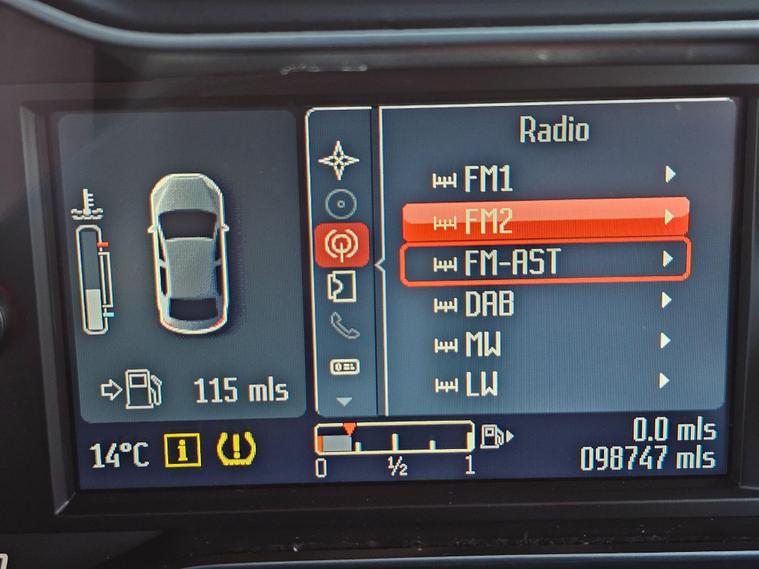 Radio
FM1
FM2
FM-AST
DAB
MW
LW
115 mls
14°C
i
0 ½ 1
0.0 mls
098747 mls